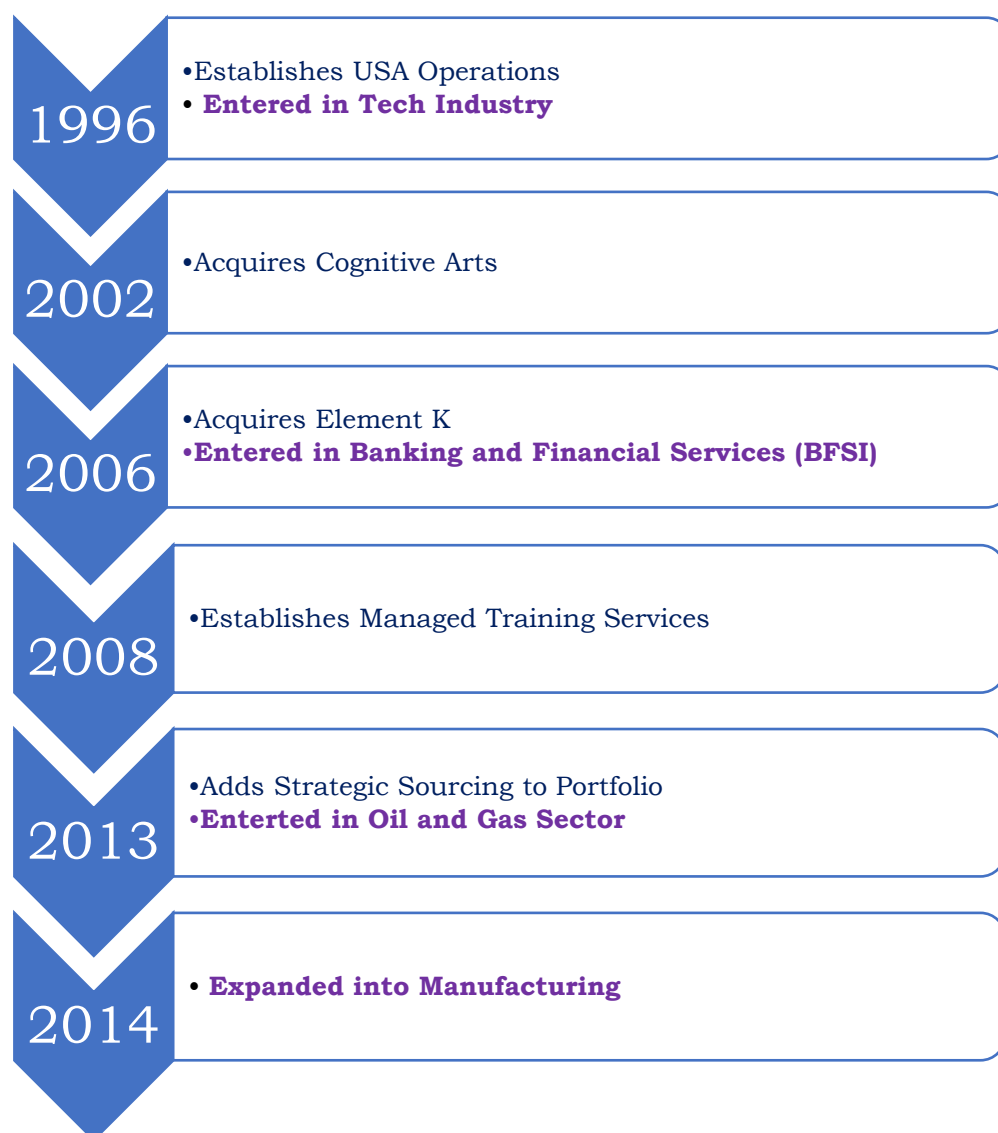 1996
•Establishes USA Operations
• Entered in Tech Industry
2002
•Acquires Cognitive Arts
2006
•Acquires Element K
•Entered in Banking and Financial Services (BFSI)
2008
•Establishes Managed Training Services
2013
•Adds Strategic Sourcing to Portfolio
•Enterted in Oil and Gas Sector
2014
• Expanded into Manufacturing